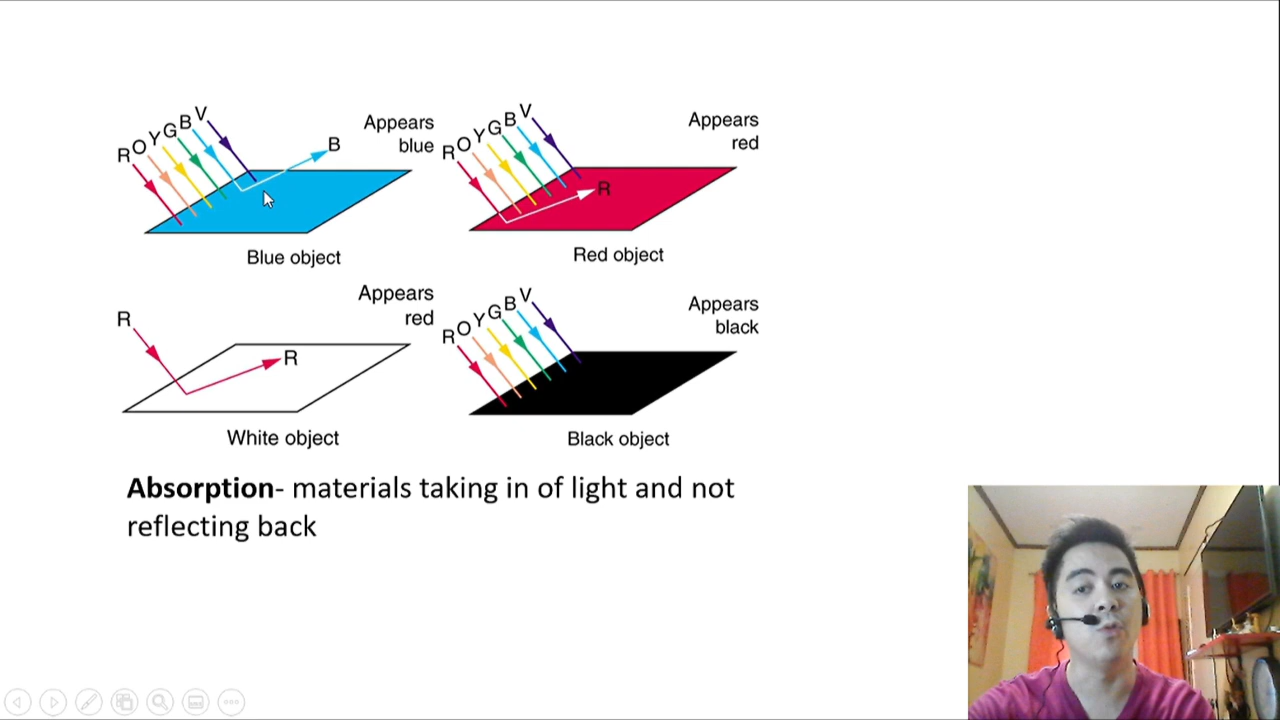 R O Y G B V
B
Appears
blue
Blue object
R O Y G B V
R
Appears
red
Red object
R
R
Appears
red
White object
R O Y G B V
Appears
black
Black object
Absorption- materials taking in of light and not
reflecting back